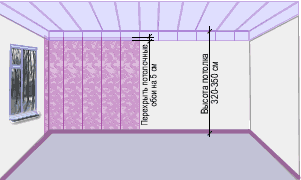 Перекрыть потолочные
обои на 5 см
Высота потолка
320-350 см